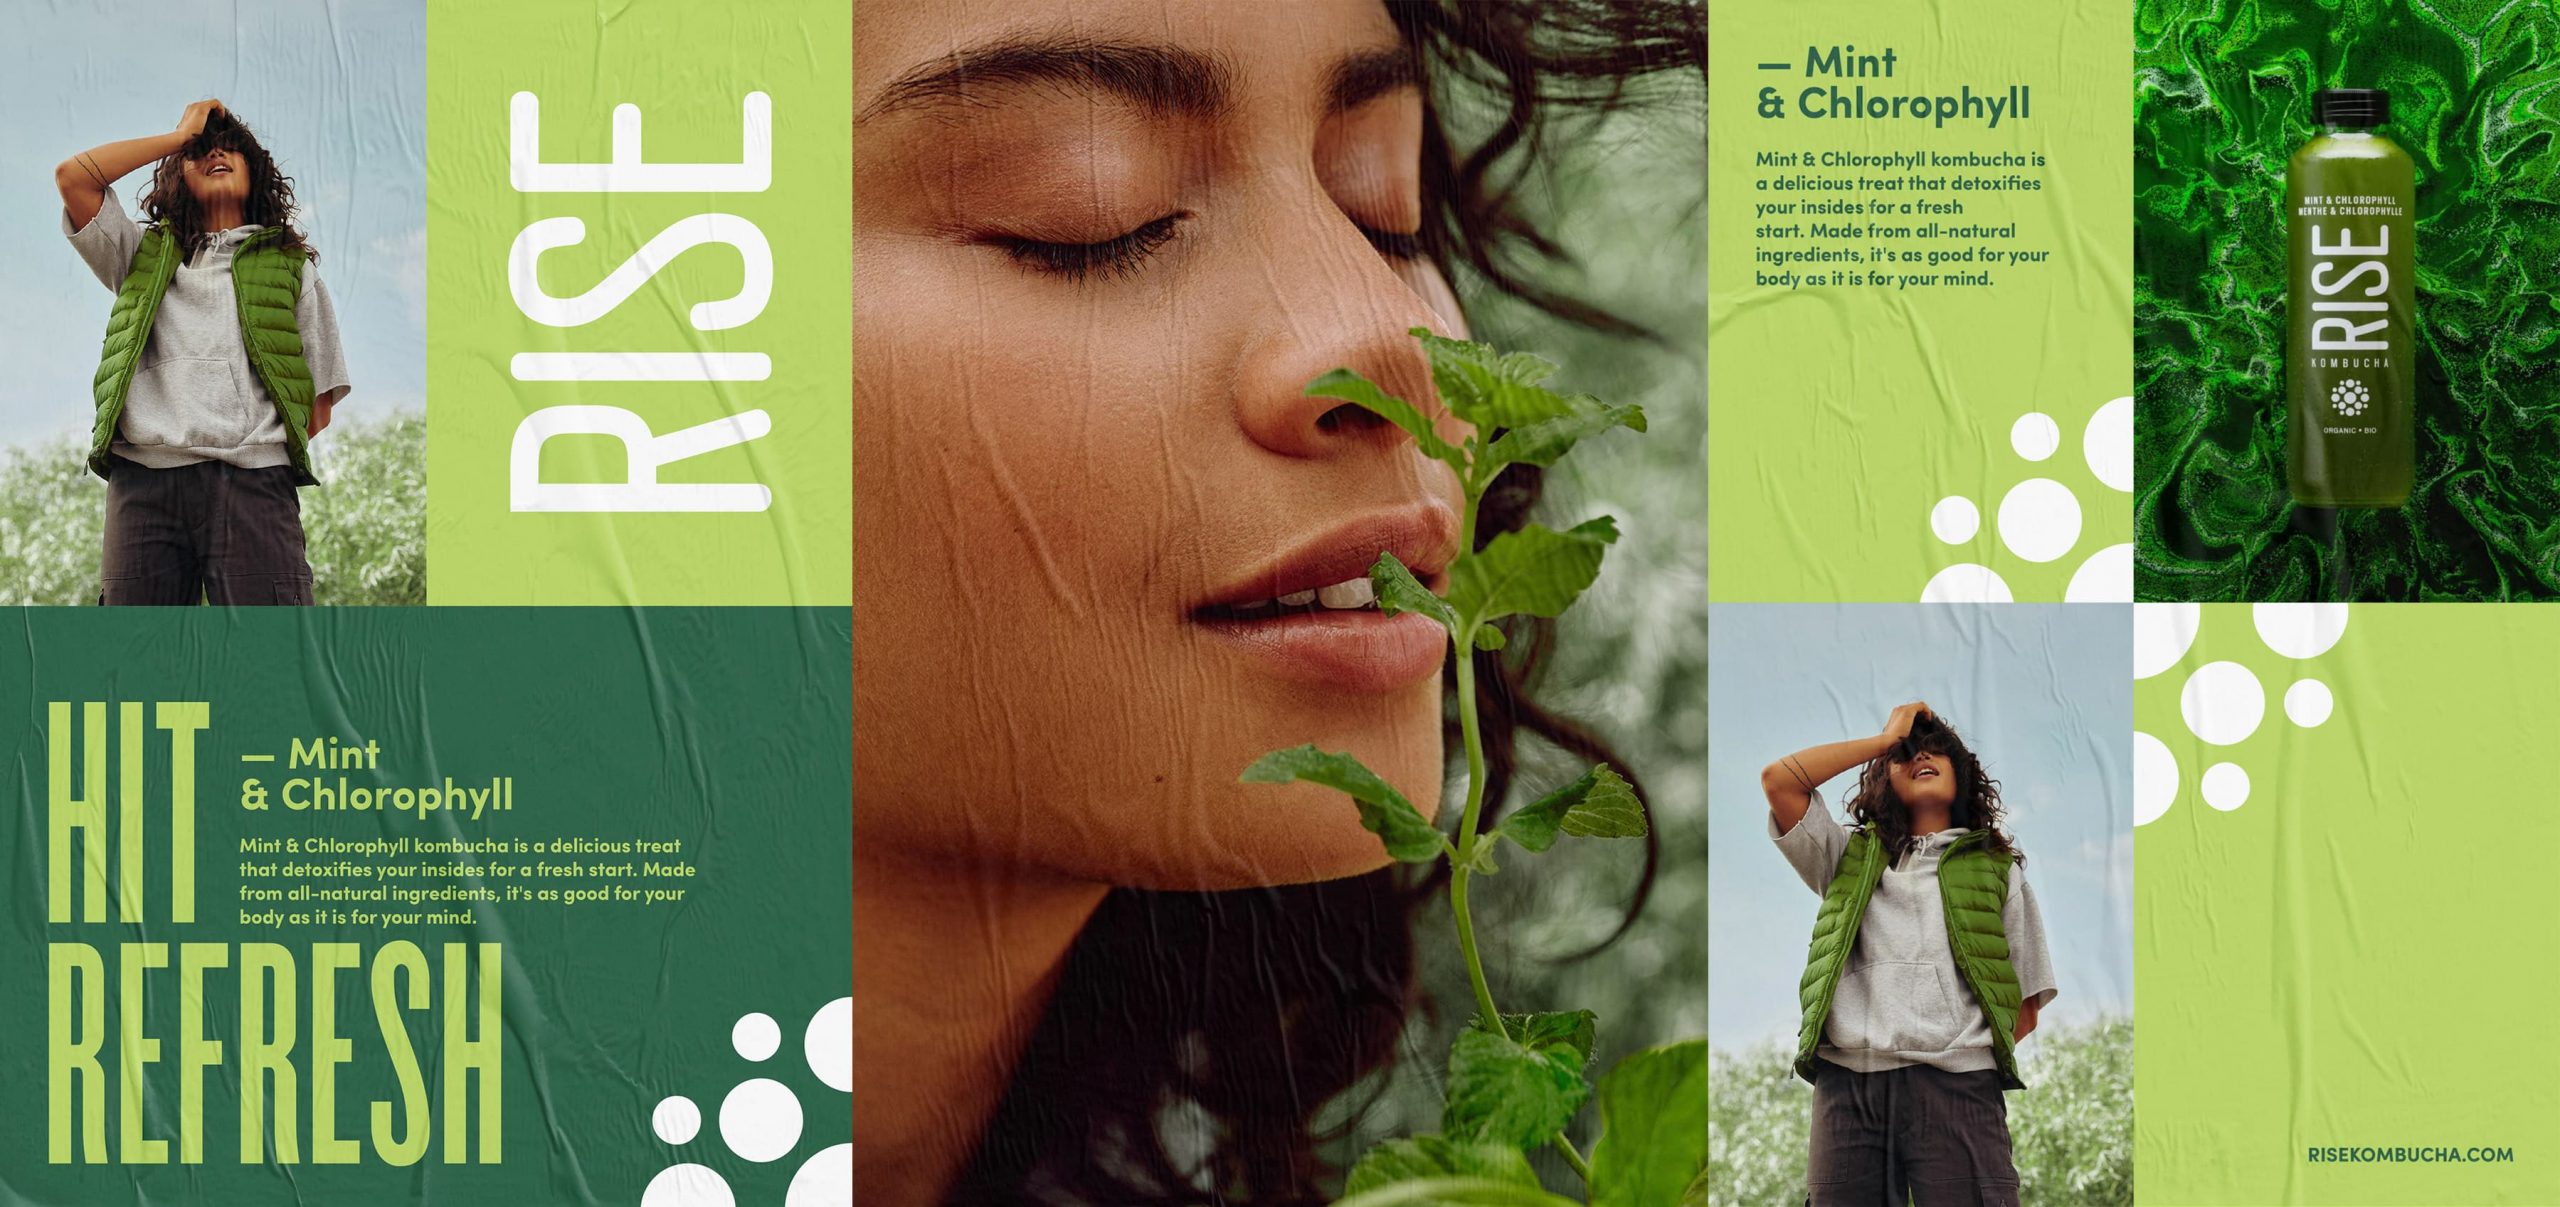 RISE
HIT
REFRESH
— Mint
& Chlorophyll
Mint & Chlorophyll kombucha is a delicious treat
that detoxifies your insides for a fresh start. Made
from all-natural ingredients, it's as good for your
body as it is for your mind.
— Mint
& Chlorophyll
Mint & Chlorophyll kombucha is
a delicious treat that detoxifies
your insides for a fresh
start. Made from all-natural
ingredients, it's as good for your
body as it is for your mind.
MINT & CHLOROPHYLL
MENTHE & CHLOROPHYLLE
RISE
KOMBUCHA
ORGANIC • BIO
RISEKOMBUCHA.COM